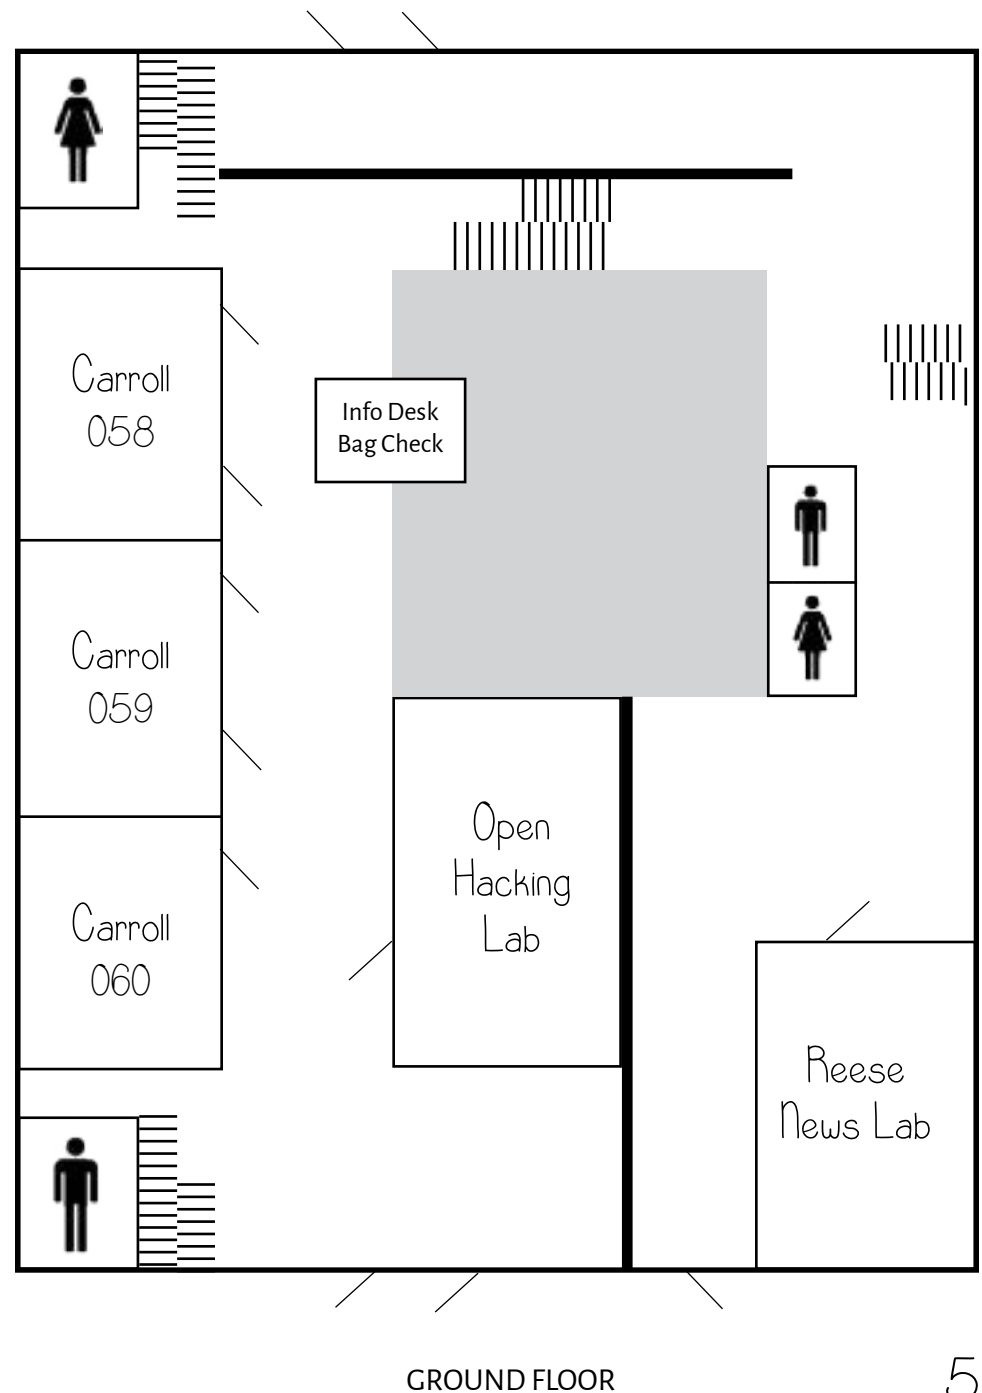 Carroll
058
Info Desk
Bag Check
Carroll
059
Open
Hacking
Lab
Carroll
060
Reese
News Lab
GROUND FLOOR
5